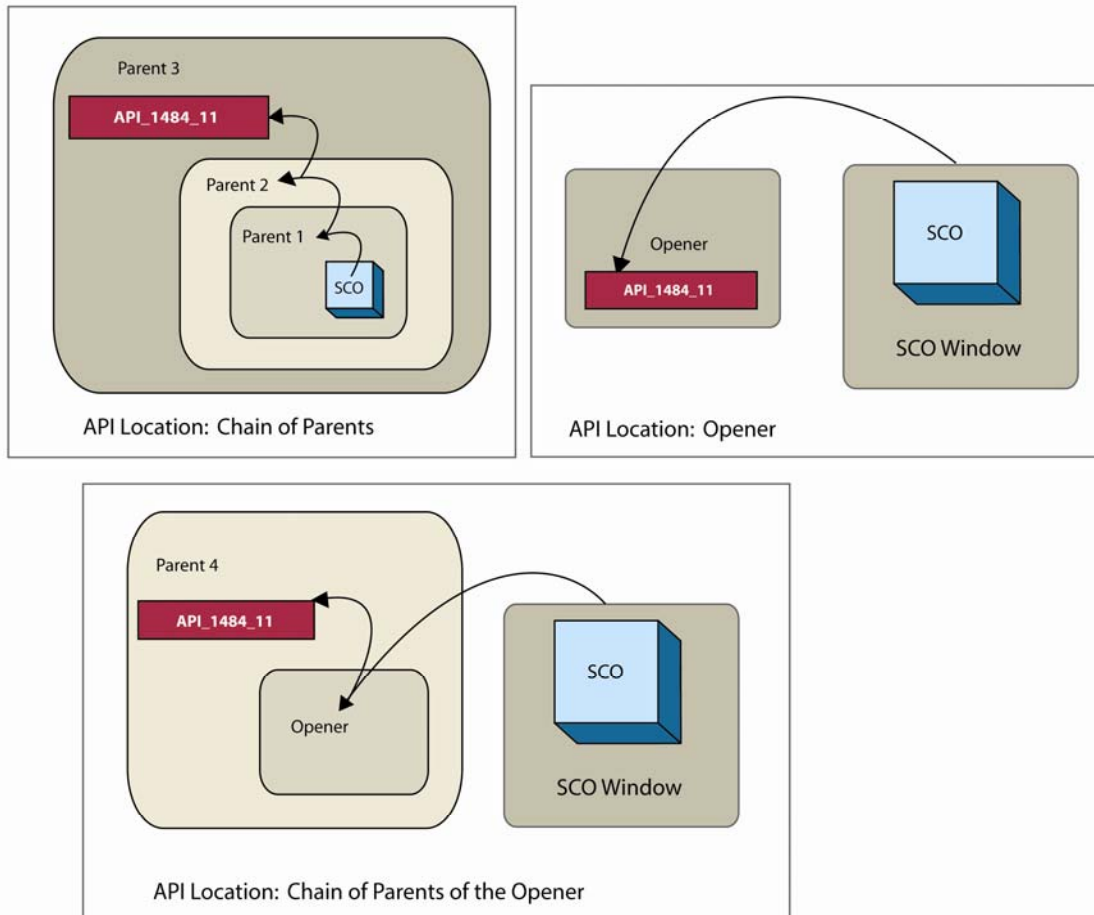 Parent 3
API_1484_11
Parent 2
Parent 1
SCO
API Location: Chain of Parents
SCO
Opener
API_1484_11
SCO Window
API Location: Opener
Parent 4
API_1484_11
SCO
Opener
SCO Window
API Location: Chain of Parents of the Opener